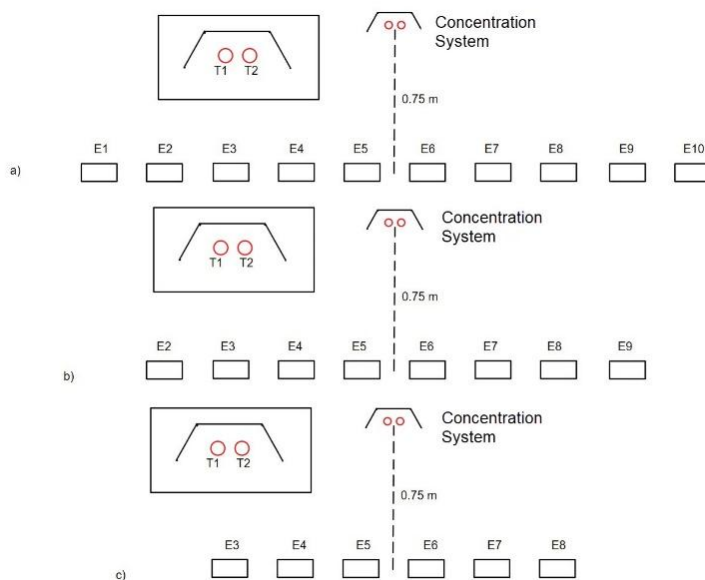 Concentration
System
T1 T2
0.75 m
E1 E2 E3 E4 E5 E6 E7 E8 E9 E10
a)
Concentration
System
T1 T2
0.75 m
E2 E3 E4 E5 E6 E7 E8 E9
b)
Concentration
System
T1 T2
0.75 m
E3 E4 E5 E6 E7 E8
c)